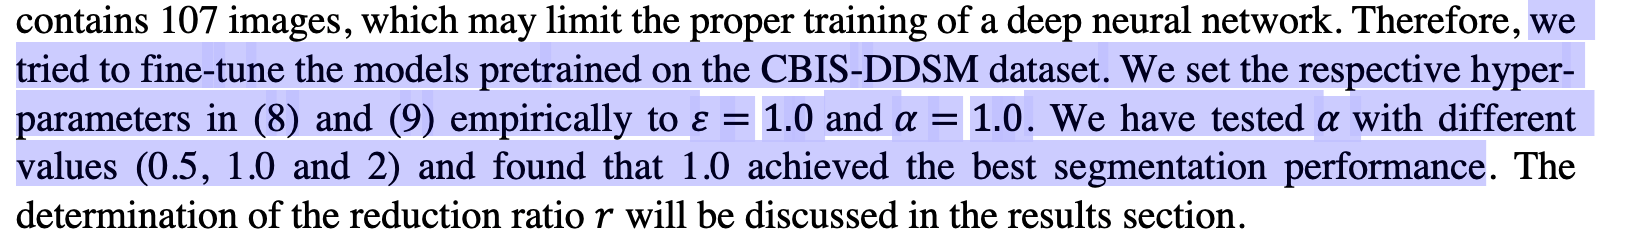 contains 107 images, which may limit the proper training of a deep neural network. Therefore, we
tried to fine-tune the models pretrained on the CBIS-DDSM dataset. We set the respective hyper-
parameters in (8) and (9) empirically to ε = 1.0 and α = 1.0. We have tested α with different
values (0.5, 1.0 and 2) and found that 1.0 achieved the best segmentation performance. The
determination of the reduction ratio r will be discussed in the results section.